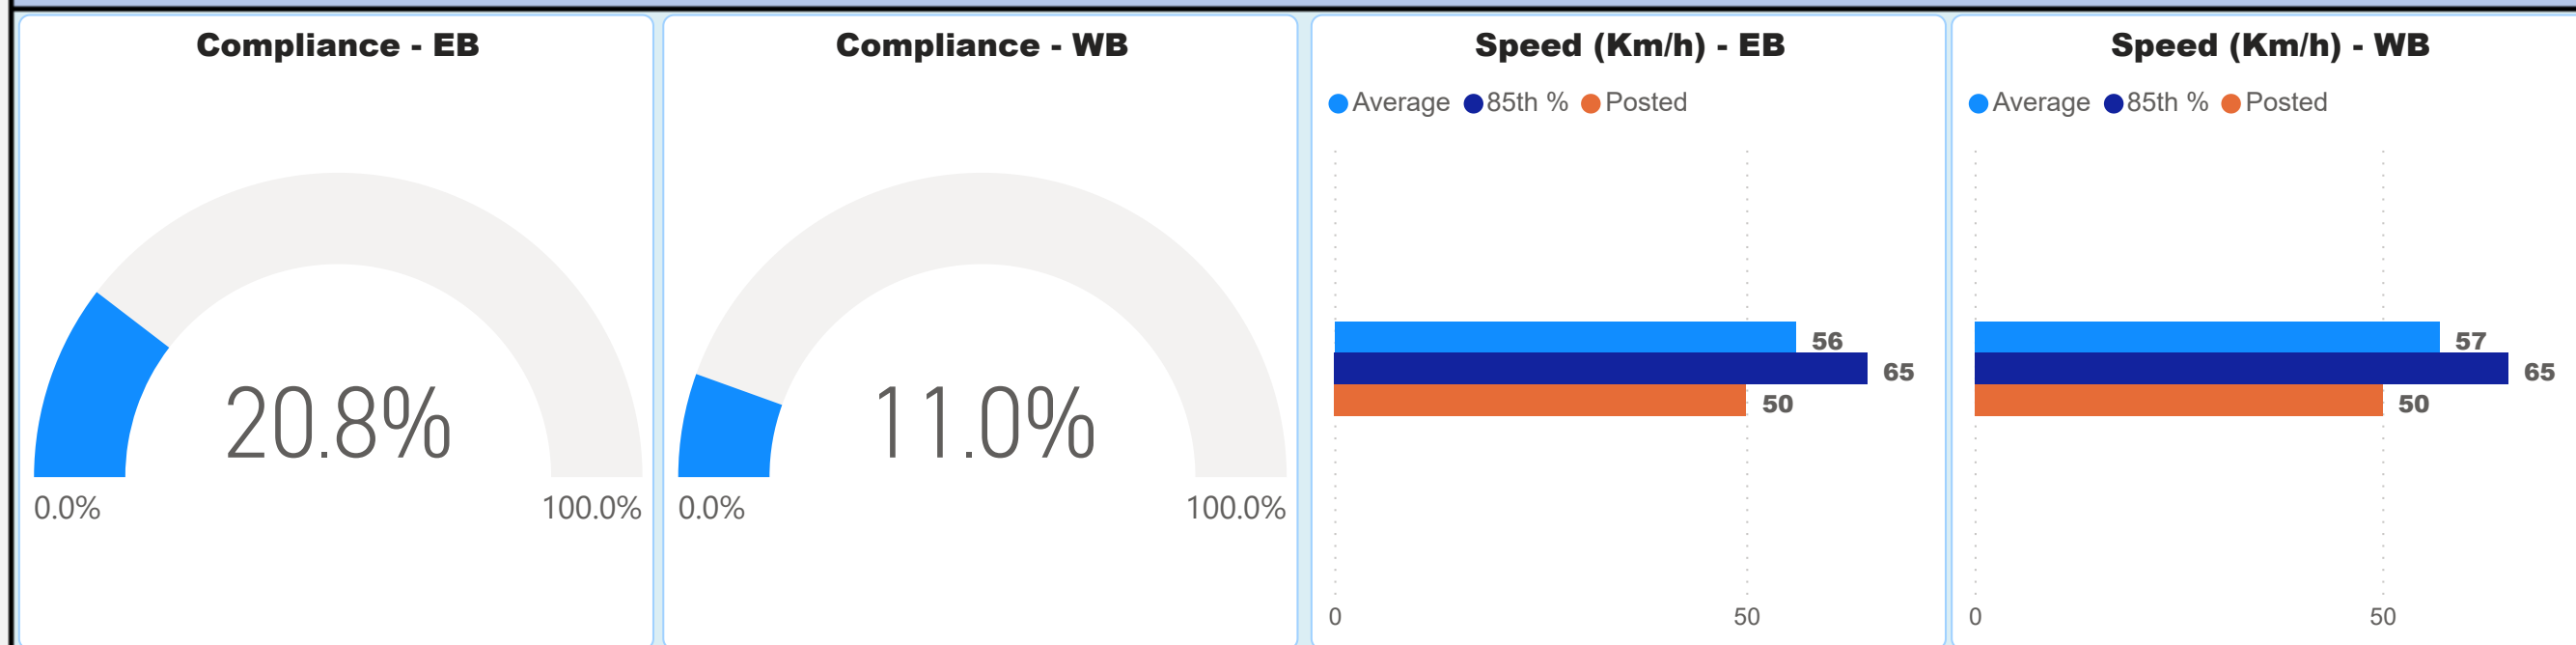 Compliance - EB
20.8%
0.0%
100.0%
Compliance - WB
11.0%
0.0%
100.0%
Speed (Km/h) - EB
Average 85th % Posted
56
65
50
0
50
Speed (Km/h) - WB
Average 85th % Posted
57
65
50
0
50